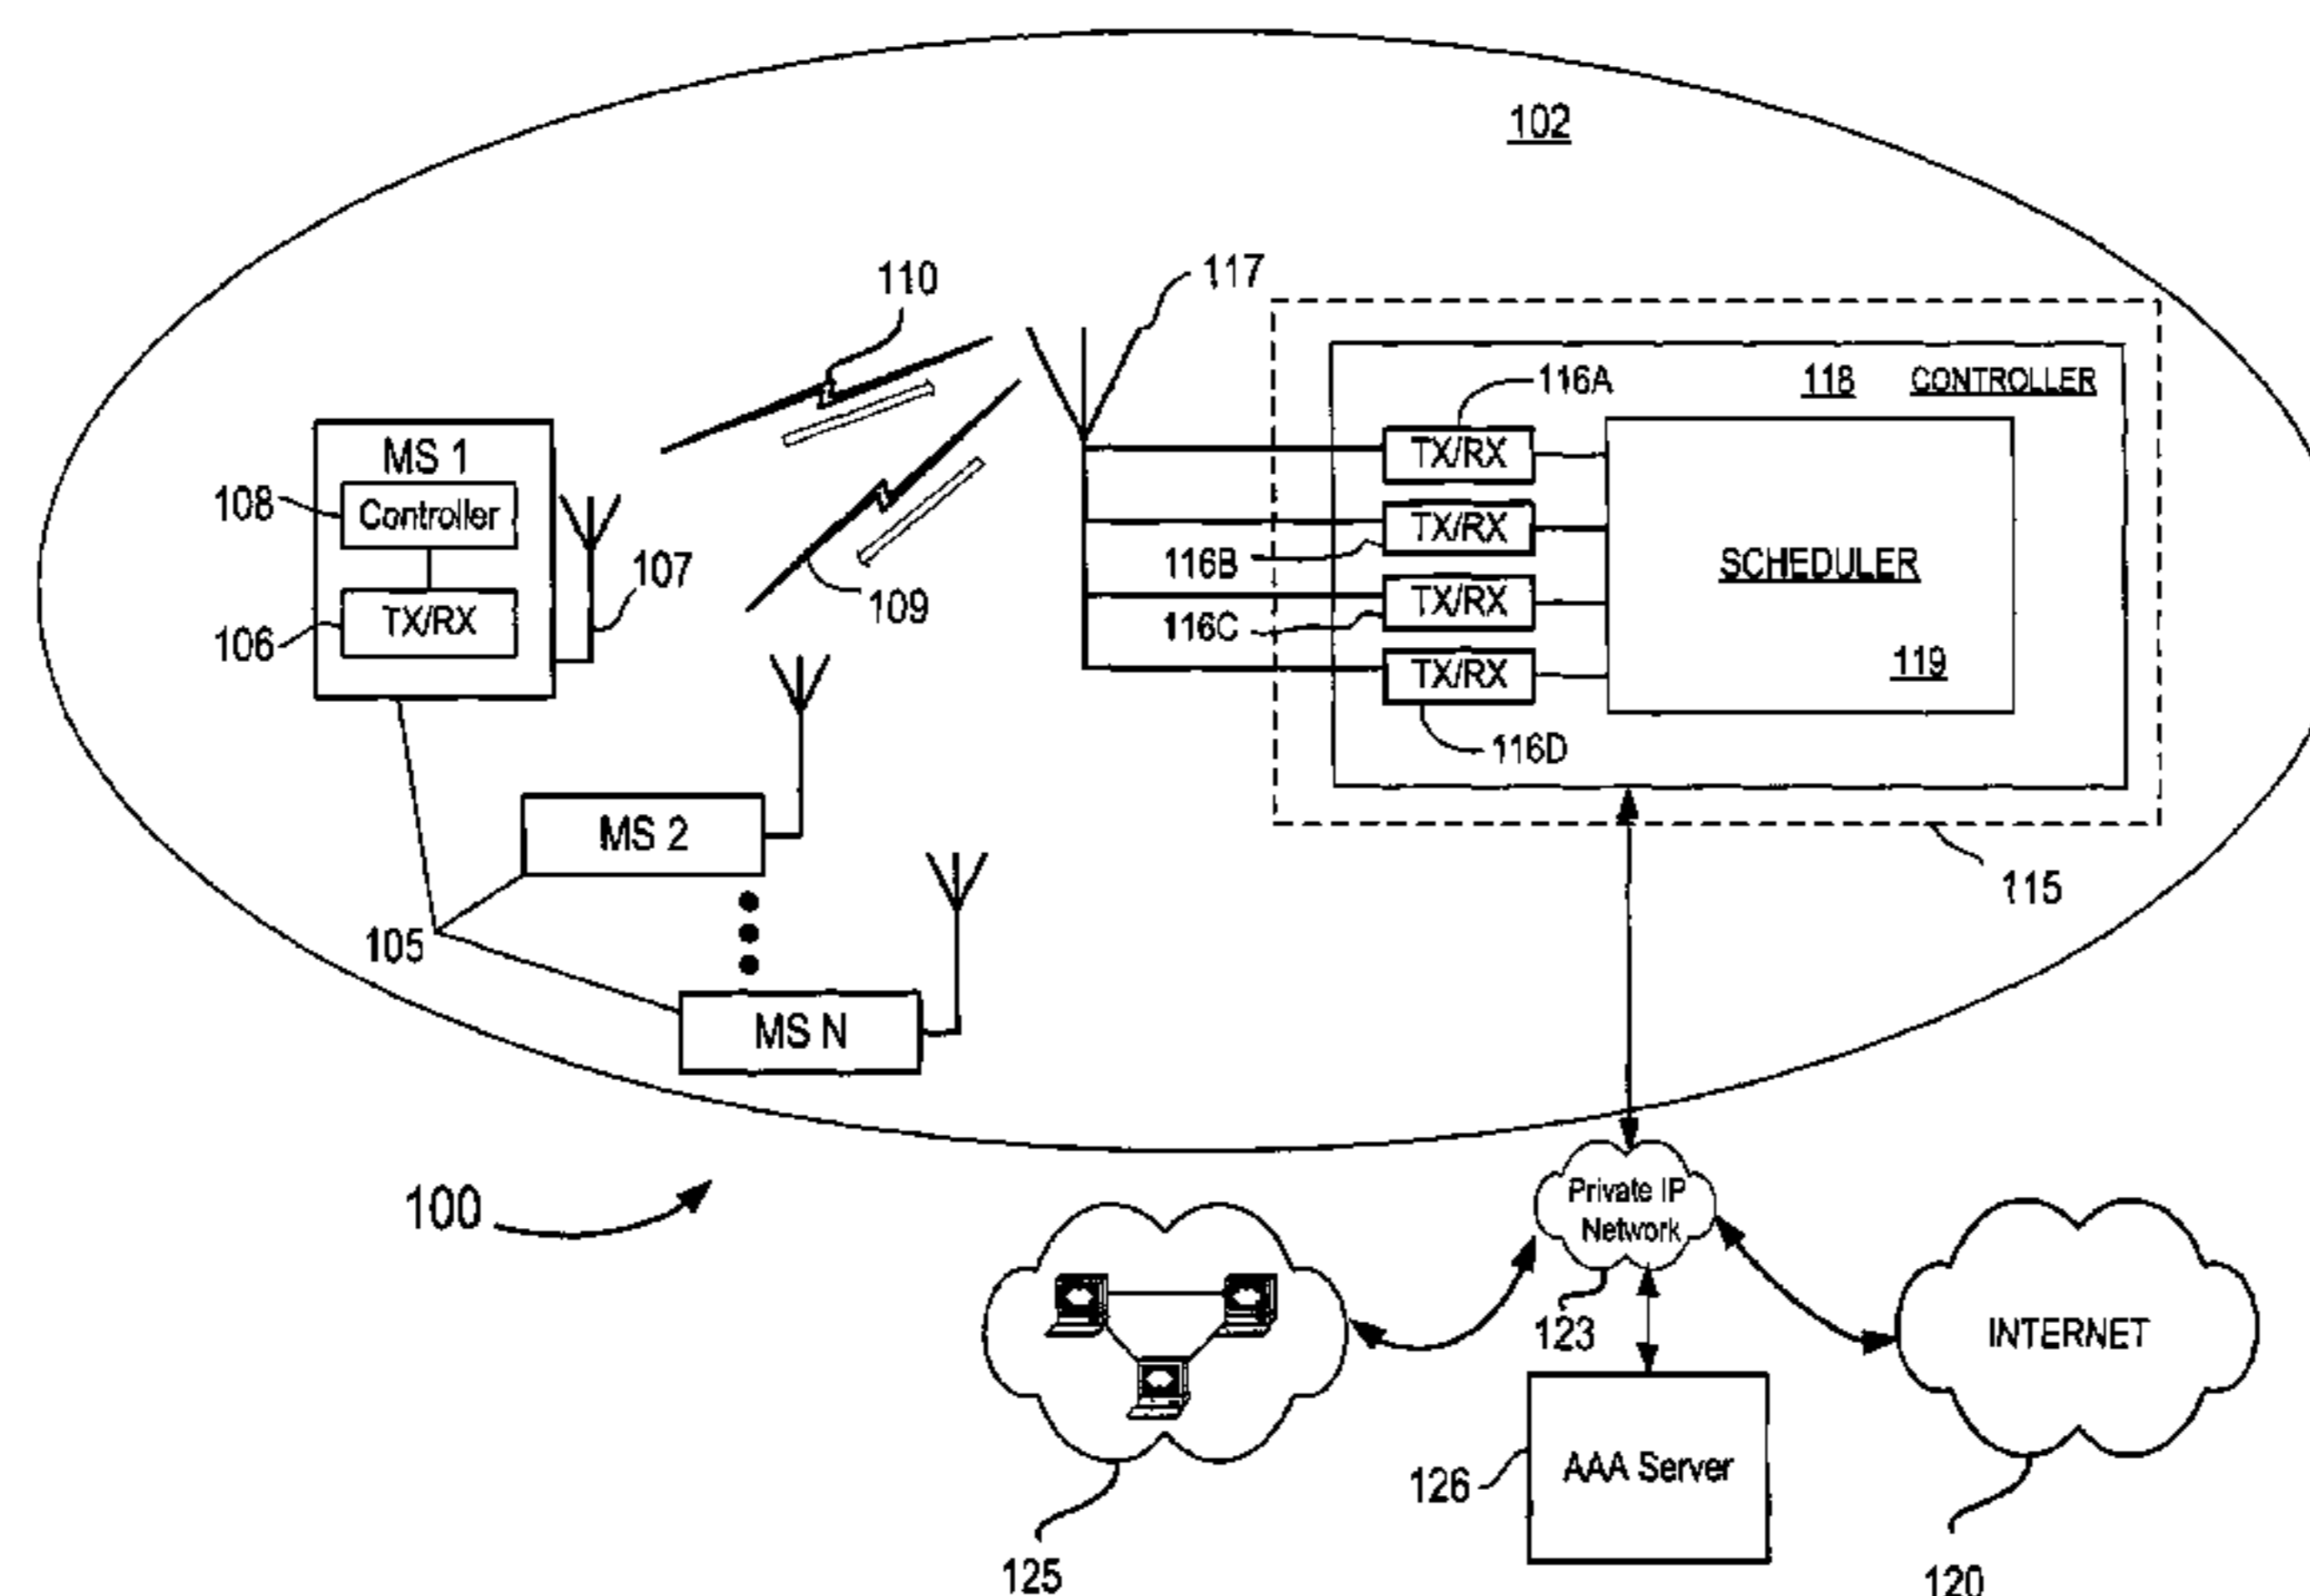 102
110
117
118 CONTROLLER
116A
TX/RX
MS 1
108
Controller
TX/RX
116B
SCHEDULER
107
109
TX/RX
106
TX/RX
116C
119
116D
MS 2
115
105
MS N
100
Private IP
Network
123
INTERNET
126
AAA Server
125
120
TX/RX